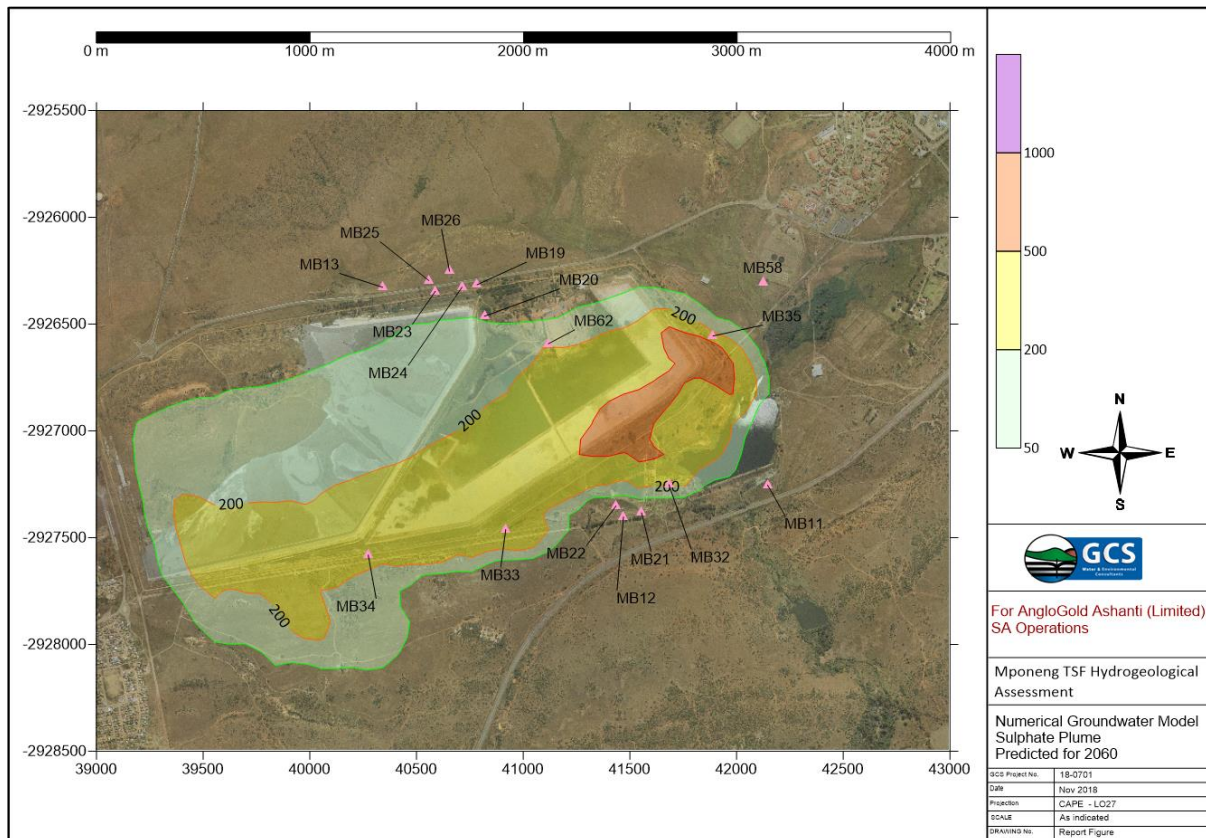 0 m
1000 m
2000 m
3000 m
4000 m
-2925500
-2926000
-2926500
-2927000
-2927500
-2928000
-2928500
39000
39500
40000
40500
41000
41500
42000
42500
43000
MB26
MB25
MB19
MB13
MB20
MB58
MB23
MB62
MB35
MB24
200
200
200
200
200
MB11
MB22
MB21
MB32
MB33
MB12
MB34
1000
500
200
50
N
W
E
S
GCS
Water & Environmental
Consultants
For AngloGold Ashanti (Limited)
SA Operations
Mponeng TSF Hydrogeological
Assessment
Numerical Groundwater Model
Sulphate Plume
Predicted for 2060
GCS Project No. 18-0701
Date Nov 2018
Projection CAPE - LO27
SCALE As indicated
DRAWING No. Report Figure